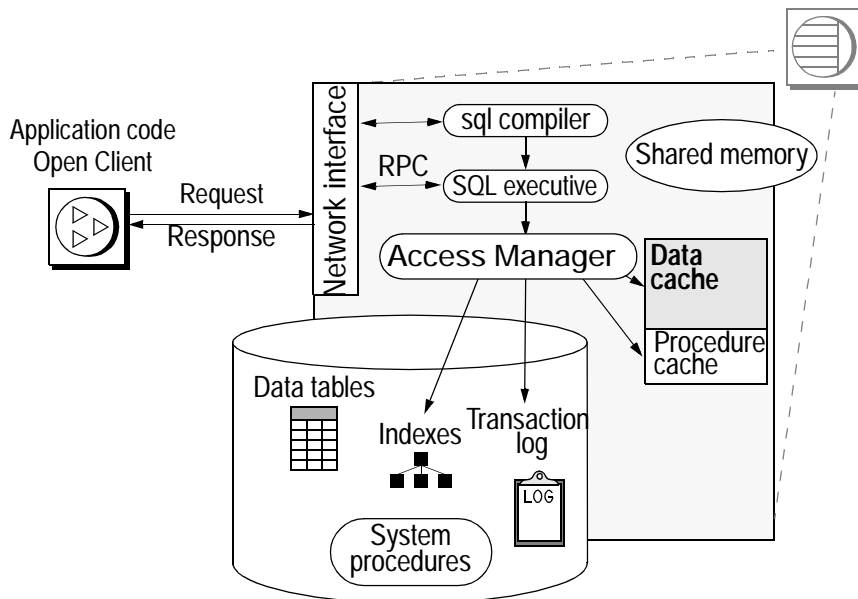 Application code
Open Client
Request
Response
Network interface
sql compiler
RPC
SQL executive
Shared memory
Access Manager
Data
cache
Procedure
cache
Data tables
Indexes
Transaction
log
LOG
System
procedures